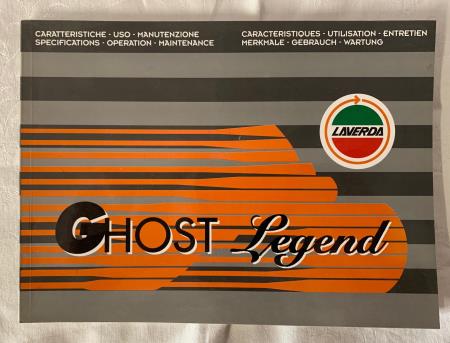 CARATTERISTICHE - USO - MANUTENZIONE
SPECIFICATIONS - OPERATION - MAINTENANCE
CARACTERISTIQUES - UTILISATION - ENTRETIEN
MERKMALE - GEBRAUCH - WARTUNG
LAVERDA
GHOST Legend